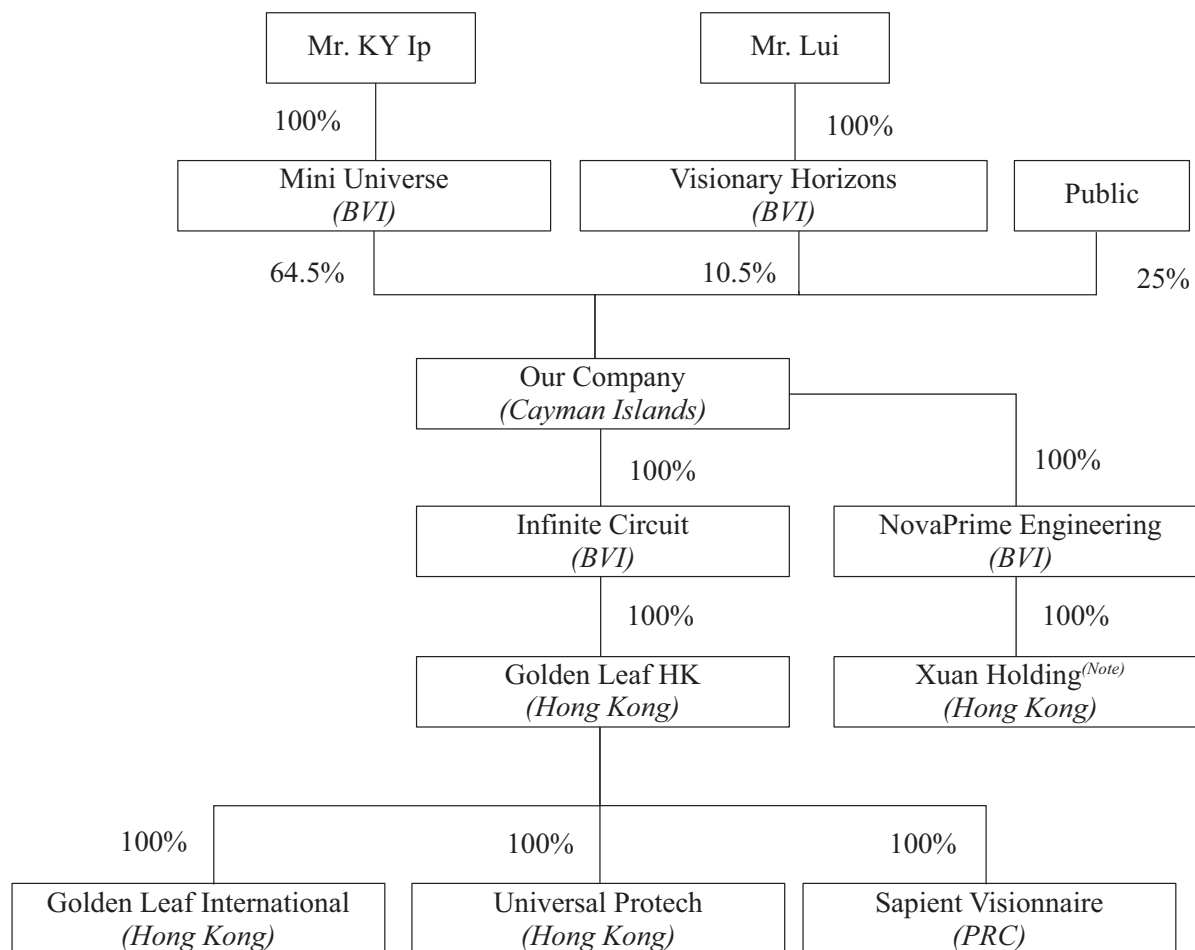 Mr. KY Ip
Mr. Lui
100%
100%
Mini Universe
(BVI)
Visionary Horizons
(BVI)
Public
64.5%
10.5%
25%
Our Company
(Cayman Islands)
100%
100%
Infinite Circuit
(BVI)
NovaPrime Engineering
(BVI)
100%
100%
Golden Leaf HK
(Hong Kong)
Xuan Holding(Note)
(Hong Kong)
100%
100%
100%
Golden Leaf International
(Hong Kong)
Universal Protech
(Hong Kong)
Sapient Visionnaire
(PRC)